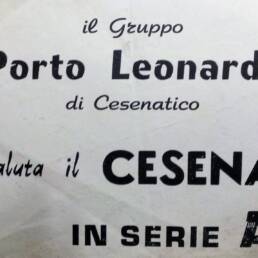 il Gruppo
Porto Leonard
di Cesenatico
aluta il CESENA
IN SERIE A